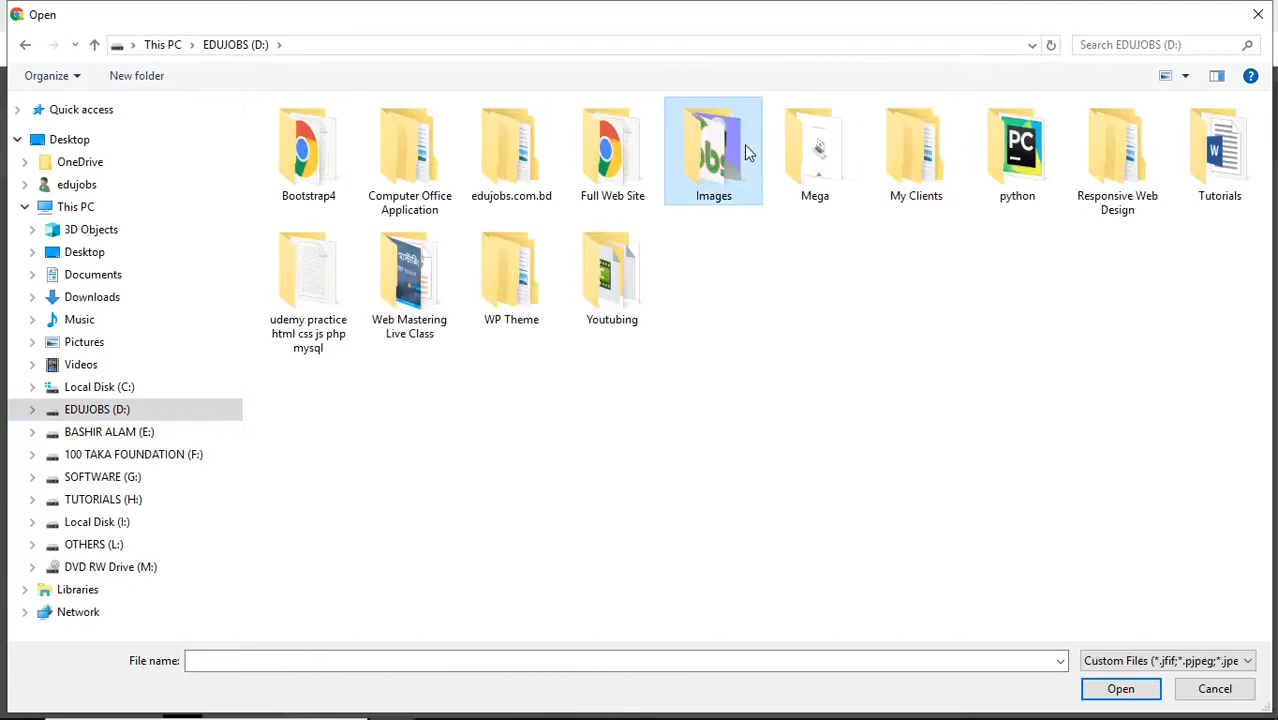 Open
This PC
EDUJOBS (D:)
Search EDUJOBS (D:)
Organize
New folder
Quick access
Desktop
OneDrive
edujobs
This PC
3D Objects
Desktop
Documents
Downloads
Music
Pictures
Videos
Local Disk (C:)
EDUJOBS (D:)
BASHIR ALAM (E:)
100 TAKA FOUNDATION (F:)
SOFTWARE (G:)
TUTORIALS (H:)
Local Disk (I:)
OTHERS (L:)
DVD RW Drive (M:)
Libraries
Network
Bootstrap4
Computer Office
Application
edujobs.com.bd
Full Web Site
Images
Mega
My Clients
PC
python
Responsive Web
Design
W
Tutorials
udemy practice
html css js php
mysql
Web Mastering
Live Class
WP Theme
Youtubing
File name:
Custom Files (*.jfif;*.pjpeg;*.jpe
Open
Cancel